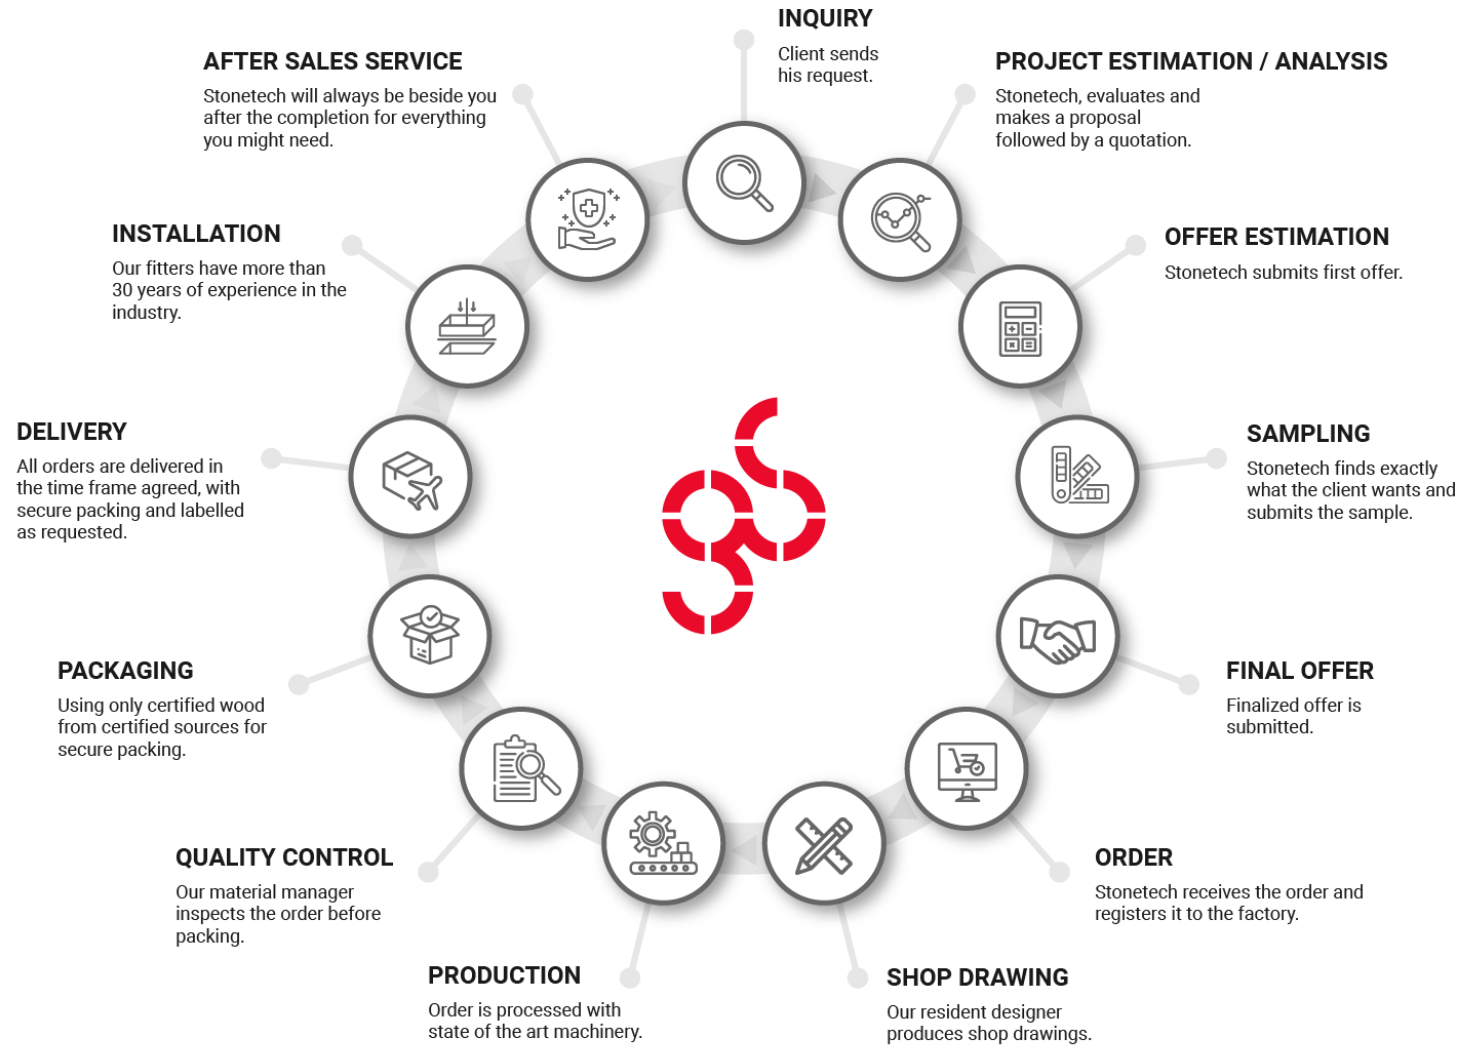 INQUIRY
Client sends
his request.
PROJECT ESTIMATION / ANALYSIS
Stonetech, evaluates and
makes a proposal
followed by a quotation.
OFFER ESTIMATION
Stonetech submits first offer.
SAMPLING
Stonetech finds exactly
what the client wants and
submits the sample.
FINAL OFFER
Finalized offer is
submitted.
ORDER
Stonetech receives the order and
registers it to the factory.
SHOP DRAWING
Our resident designer
produces shop drawings.
PRODUCTION
Order is processed with
state of the art machinery.
QUALITY CONTROL
Our material manager
inspects the order before
packing.
PACKAGING
Using only certified wood
from certified sources for
secure packing.
DELIVERY
All orders are delivered in
the time frame agreed, with
secure packing and labelled
as requested.
INSTALLATION
Our fitters have more than
30 years of experience in the
industry.
AFTER SALES SERVICE
Stonetech will always be beside you
after the completion for everything
you might need.